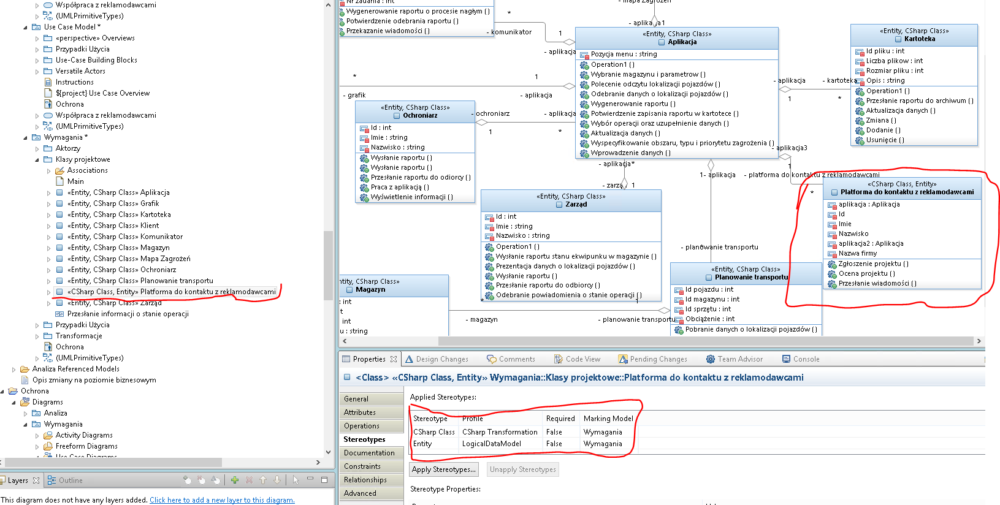 Współpraca z reklamodawcami
(UMLPrimitiveTypes)
Use Case Model *
«perspective» Overviews
Przypadki Użycia
Use-Case Building Blocks
Versatile Actors
Instructions
${project} Use Case Overview
Ochrona
Współpraca z reklamodawcami
(UMLPrimitiveTypes)
Wymagania *
Aktorzy
Klasy projektowe
Associations
Main
«Entity, CSharp Class» Aplikacja
«Entity, CSharp Class» Grafik
«Entity, CSharp Class» Kartoteka
«Entity, CSharp Class» Klient
«Entity, CSharp Class» Komunikator
«Entity, CSharp Class» Magazyn
«Entity, CSharp Class» Mapa Zagrożeń
«Entity, CSharp Class» Ochroniarz
«Entity, CSharp Class» Planowanie transportu
«CSharp Class, Entity» Platforma do kontaktu z reklamodawcami
«Entity, CSharp Class» Zarząd
Przesłanie informacji o stanie operacji
Przypadki Użycia
Transformacje
Ochrona
(UMLPrimitiveTypes)
Analiza Referenced Models
Opis zmiany na poziomie biznesowym
Ochrona
Diagrams
Analiza
Wymagania
Activity Diagrams
Freeform Diagrams
Use Case Diagrams
Layers
Outline
This diagram does not have any layers added. Click here to add a new layer to this diagram.
Nr zadania : int
Wygenerowanie raportu o procesie nagłym ( )
Potwierdzenie odebrania raportu ( )
Przekazanie wiadomości ( )
*
- komunikator
1
- aplikacja
- mapa Zagrożeń
- aplikacja1
«Entity, CSharp Class»
Aplikacja
Pozycja menu : string
Operation1 ( )
Wybranie magazynu i parametrow ( )
Polecenie odczytu lokalizacji pojazdów ( )
Odebranie danych o lokalizacji pojazdów ( )
Wygenerowanie raportu ( )
Potwierdzenie zapisania raportu w kartotece ( )
Wybór operacji oraz uzupełnienie danych ( )
Aktualizacja danych ( )
Wyspecyfikowanie obszaru, typu i priorytetu zagrożenia ( )
Wprowadzenie danych ( )
«Entity, CSharp Class»
Kartoteka
Id pliku : int
Liczba plikow : int
Rozmiar pliku : int
Opis : string
Operation1 ( )
Przesłanie raportu do archiwum ( )
Aktualizacja danych ( )
Zmiana ( )
Dodanie ( )
Usunięcie ( )
- aplikacja
- kartoteka
1
*
*
1
- grafik
- aplikacja
«Entity, CSharp Class»
Ochroniarz
Id : int
Imie : string
Nazwisko : string
Wysłanie raportu ( )
Wysłanie raportu ( )
Przesłanie raportu do odiorcy ( )
Praca z aplikacją ( )
Wyświetlenie informacji ( )
- ochroniarz
- aplikacja
1
*
- aplikacja3
1
- platforma do kontaktu z reklamodawcami
*
- aplikacja*
- zarząd
1
1- aplikacja
«Entity, CSharp Class»
Zarząd
Id : int
Imie : string
Nazwisko : string
Operation1 ( )
Wysłanie raportu stanu ekwipunku w magazynie ( )
Prezentacja danych o lokalizacji pojazdów ( )
Wysłanie raportu ( )
Przesłanie raportu do odbiorcy ( )
Odebranie powiadomienia o stanie operacji ( )
«CSharp Class, Entity»
Platforma do kontaktu z reklamodawcami
aplikacja : Aplikacja
Id
Imie
Nazwisko
aplikacja2 : Aplikacja
Nazwa firmy
Zgłoszenie projektu ( )
Ocena projektu ( )
Przesłanie wiadomości ( )
- planowanie transportu
*
«Entity, CSharp Class»
Planowanie transportu
Id pojazdu : int
Id magazynu : int
Id sprzętu : int
Obciążenie : int
Pobranie danych o lokalizacji pojazdów ( )
ntity, CSharp Class»
Magazyn
: int
t
int
u : string
*
1
- magazyn
- planowanie transportu
Properties
Design Changes
Comments
Code View
Pending Changes
Team Advisor
Console
<Class> «CSharp Class, Entity» Wymagania::Klasy projektowe::Platforma do kontaktu z reklamodawcami
General
Attributes
Operations
Stereotypes
Documentation
Constraints
Relationships
Advanced
Applied Stereotypes:
Stereotype Profile Required Marking Model
CSharp Class CSharp Transformation False Wymagania
Entity LogicalDataModel False Wymagania
Apply Stereotypes...
Unapply Stereotypes
Stereotype Properties: